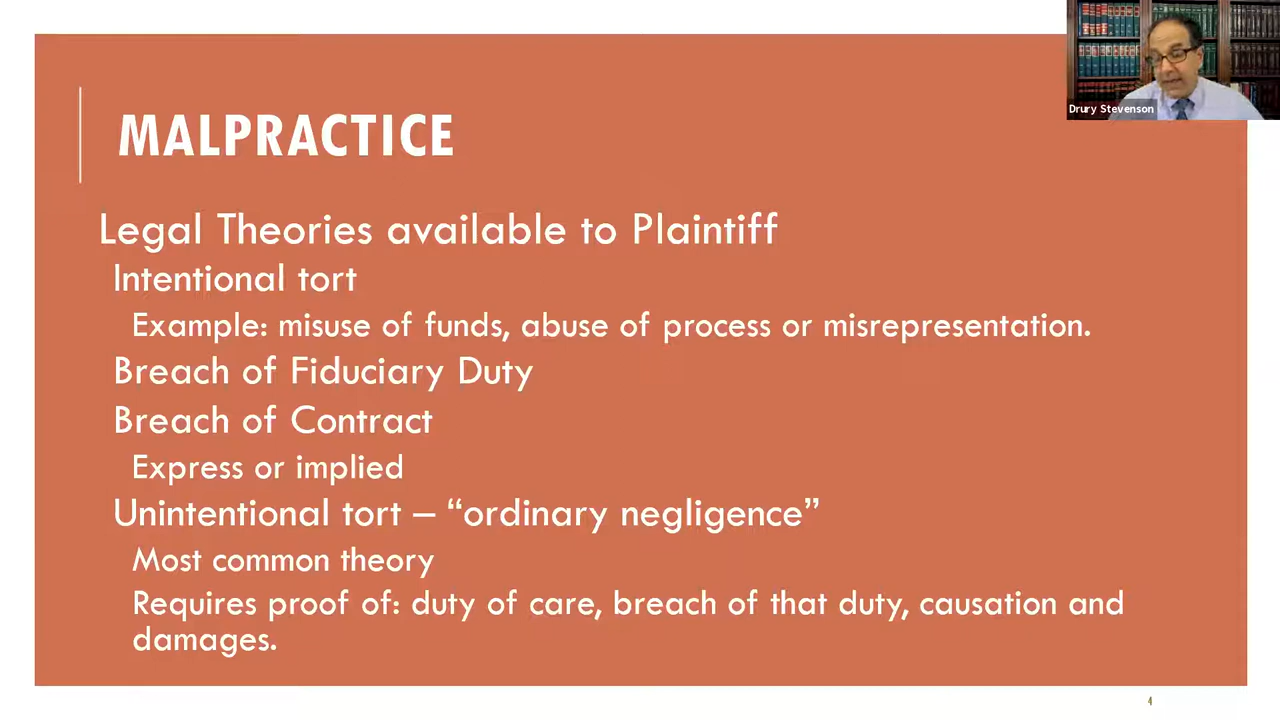 Drury Stevenson
MALPRACTICE
Legal Theories available to Plaintiff
Intentional tort
Example: misuse of funds, abuse of process or misrepresentation.
Breach of Fiduciary Duty
Breach of Contract
Express or implied
Unintentional tort – “ordinary negligence”
Most common theory
Requires proof of: duty of care, breach of that duty, causation and
damages.
4